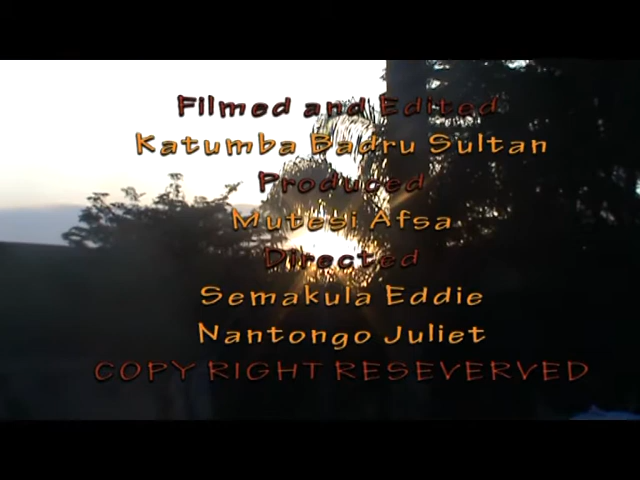 Filmed and Edited
Katumba Badru Sultan
Produced
Mutesi Afsa
Directed
Semakula Eddie
Nantongo Juliet
COPY RIGHT RESEVERVED